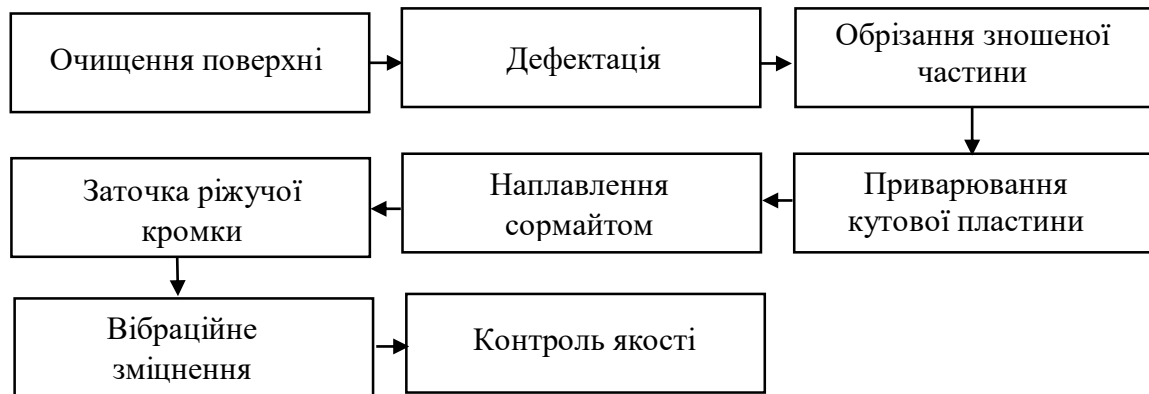 Очищення поверхні
Дефектація
Обрізання зношеної
частини
Приварювання
кутової пластини
Наплавлення
сормайтом
Заточка ріжучої
кромки
Вібраційне
зміцнення
Контроль якості